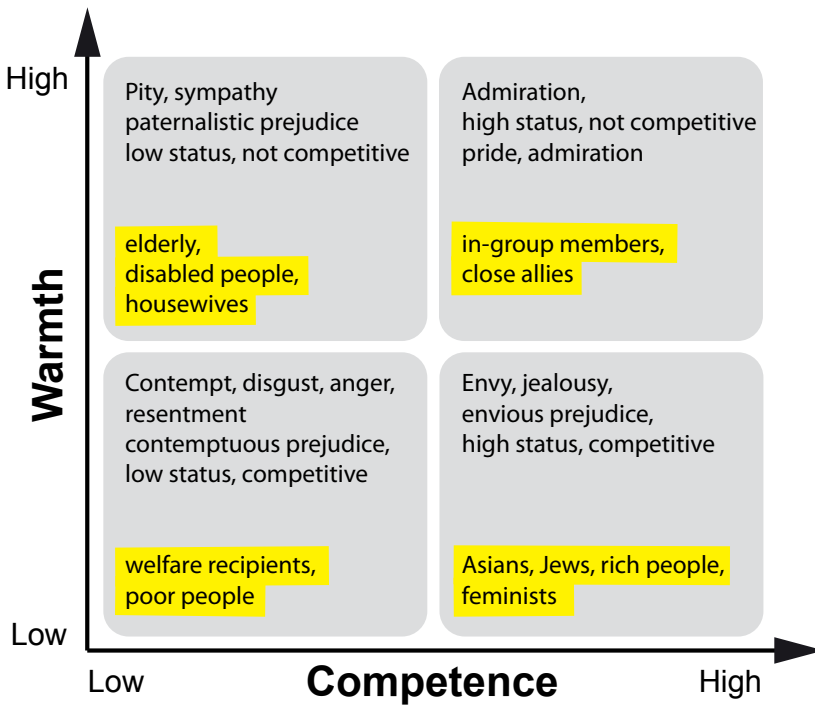 High
Pity, sympathy
paternalistic prejudice
low status, not competitive
elderly,
disabled people,
housewives
Admiration,
high status, not competitive
pride, admiration
in-group members,
close allies
Warmth
Contempt, disgust, anger,
resentment
contemptuous prejudice,
low status, competitive
welfare recipients,
poor people
Envy, jealousy,
envious prejudice,
high status, competitive
Asians, Jews, rich people,
feminists
Low
Low
Competence
High